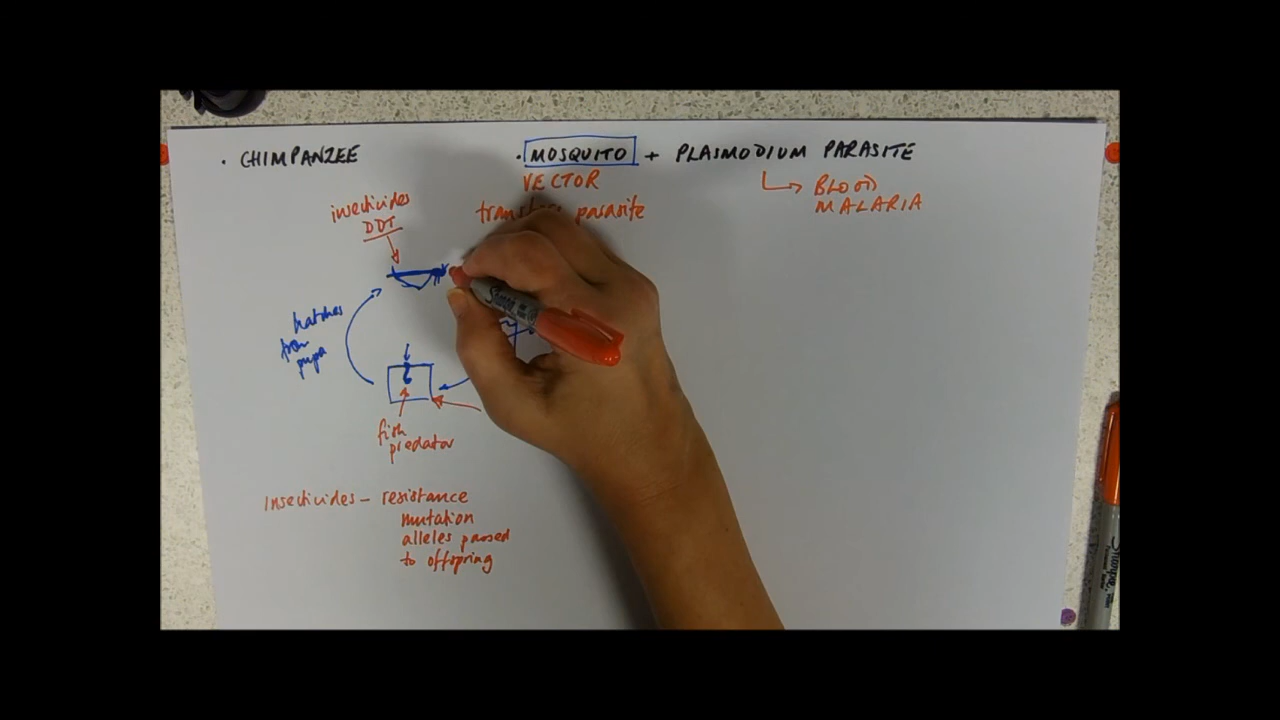 · CHIMPANZEE
· MOSQUITO + PLASMODIUM PARASITE
VECTOR
parasite
BLOOD
MALARIA
insecticides
DDT
hatches
from
pupa
fish
predator
Insecticides – resistance
mutation
alleles passed
to offspring
Sharpie